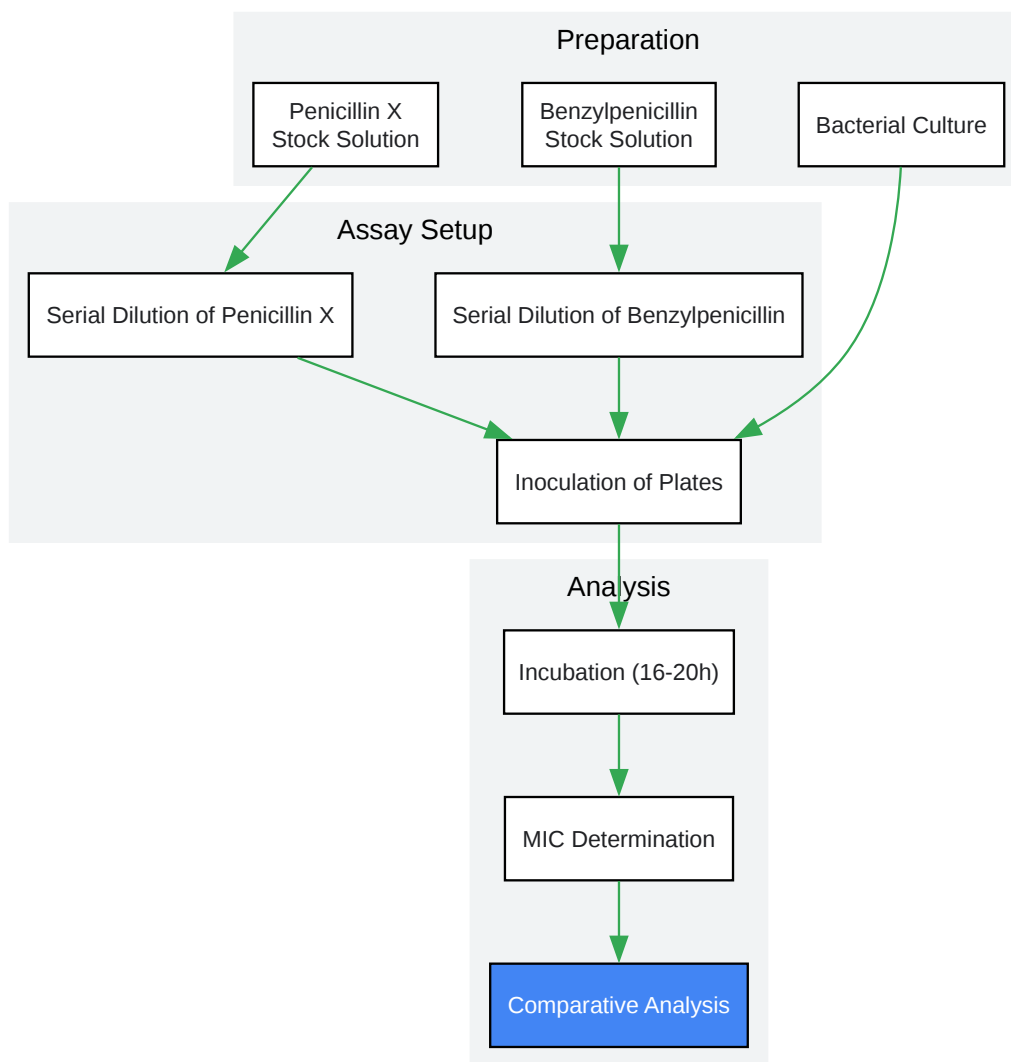 Preparation
Penicillin X
Stock Solution
Benzylpenicillin
Stock Solution
Bacterial Culture
Assay Setup
Serial Dilution of Penicillin X
Serial Dilution of Benzylpenicillin
Inoculation of Plates
Analysis
Incubation (16-20h)
MIC Determination
Comparative Analysis